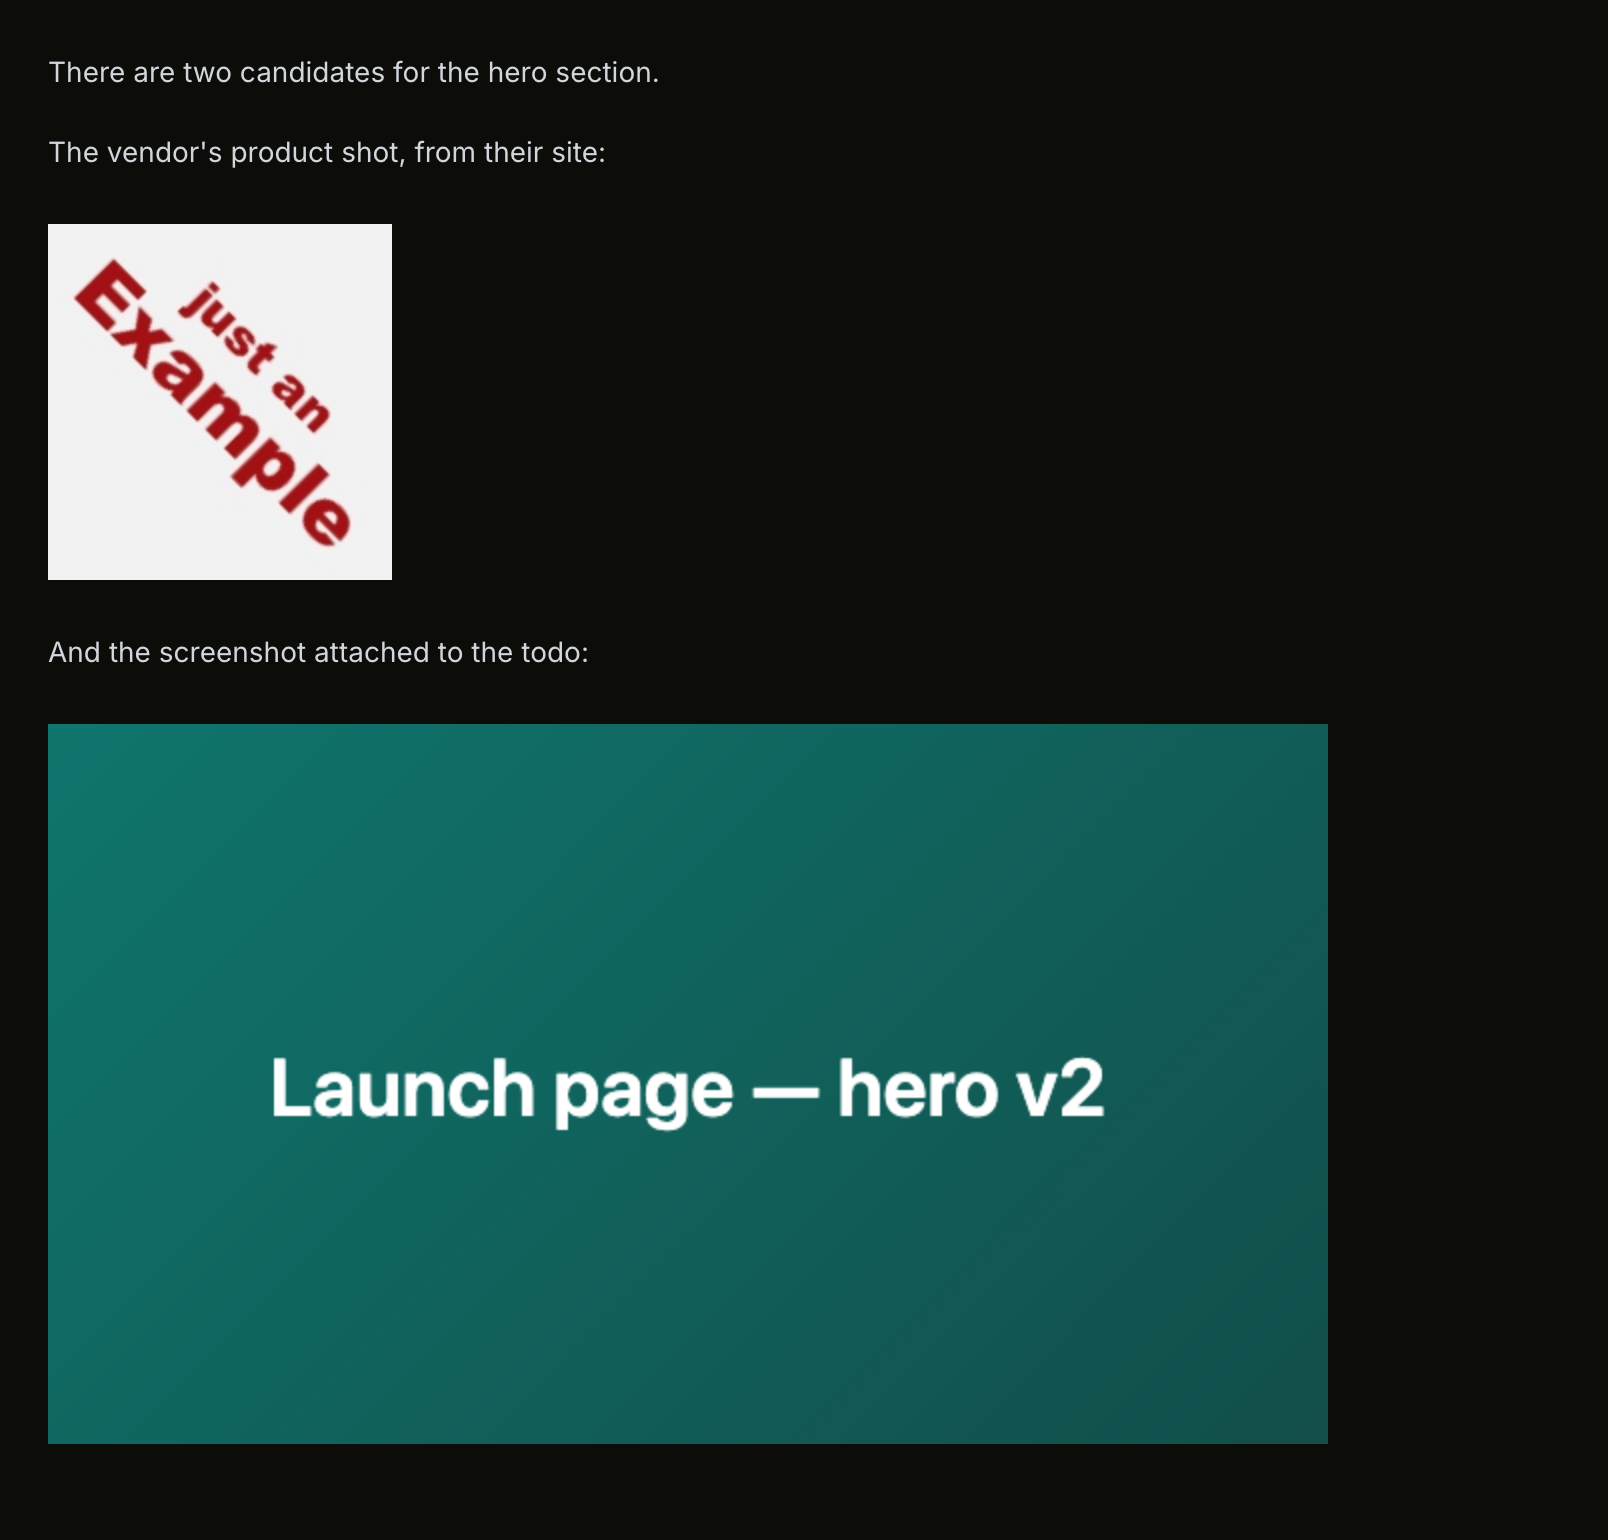 There are two candidates for the hero section.
The vendor's product shot, from their site:
just an
Example
And the screenshot attached to the todo:
Launch page — hero v2